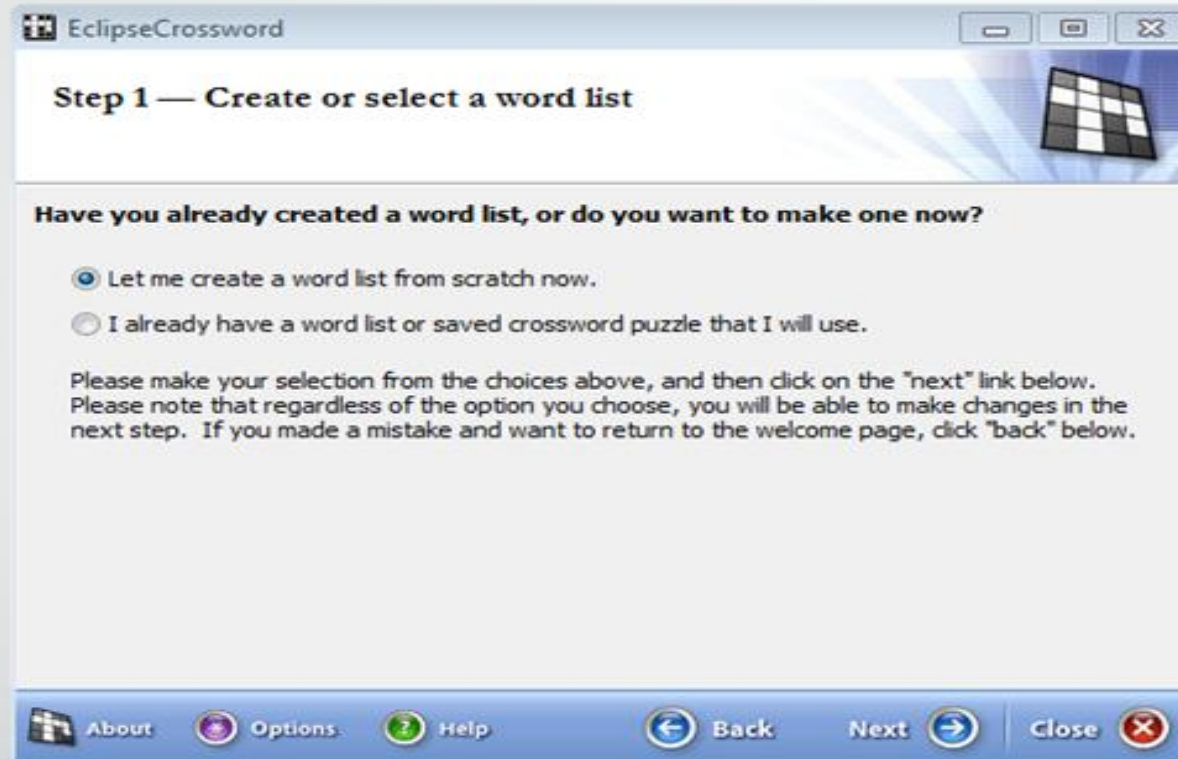 EclipseCrossword
Step 1 — Create or select a word list
Have you already created a word list, or do you want to make one now?
Let me create a word list from scratch now.
I already have a word list or saved crossword puzzle that I will use.
Please make your selection from the choices above, and then click on the "next" link below.
Please note that regardless of the option you choose, you will be able to make changes in the
next step. If you made a mistake and want to return to the welcome page, click "back" below.
About Options ? Help Back Next Close